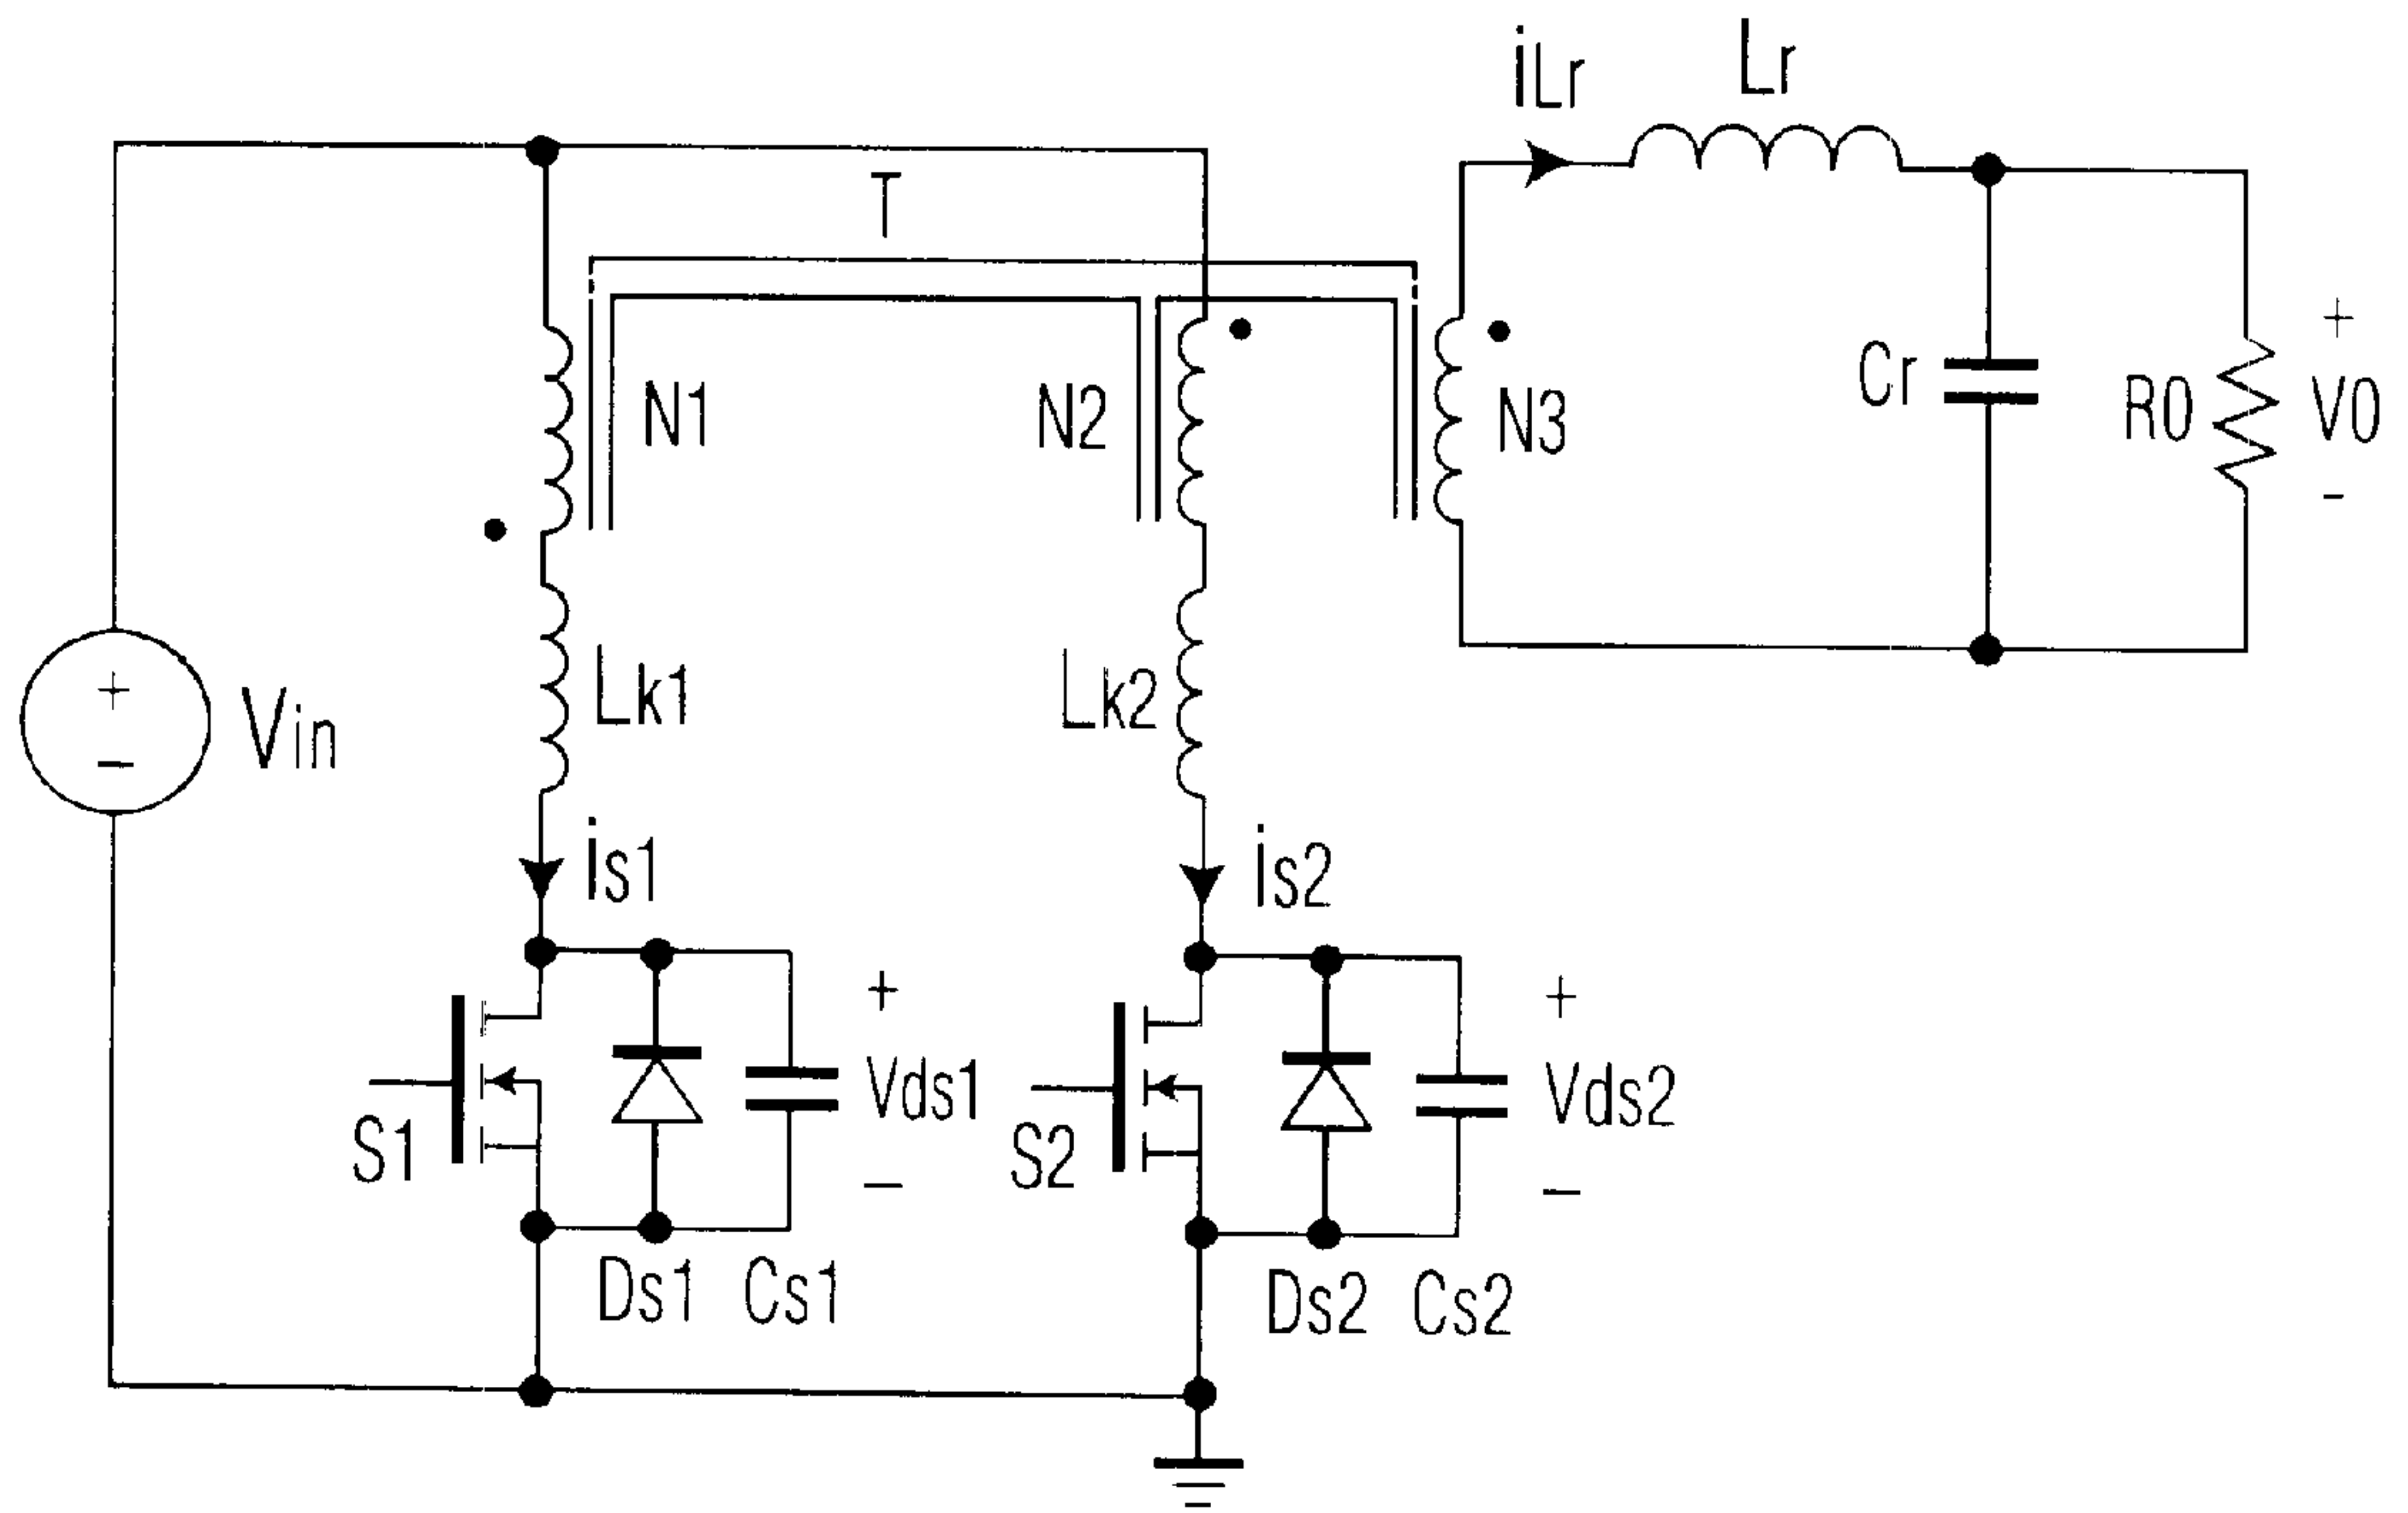 iLr
Lr
T
N1
N2
N3
Cr
R0
+
V0
-
+
-
Vin
Lk1
Lk2
is1
is2
S1
+
Vds1
-
S2
+
Vds2
-
Ds1
Cs1
Ds2
Cs2